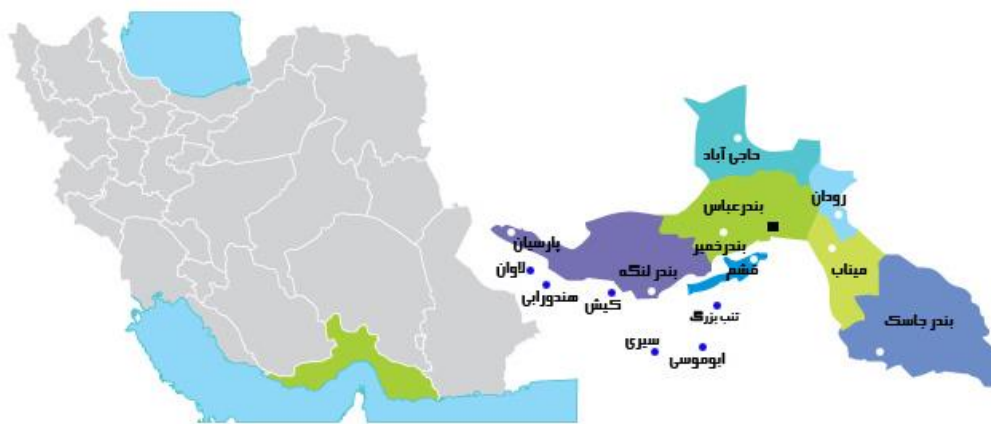 حاجی آباد
رودان
بندرعباس
بندرخمیر
پارسیان
لاوان
هندورابی
کیش
بندر لنگه
قشم
میناب
تنب بزرگ
بندر جاسک
سیری
ابوموسی